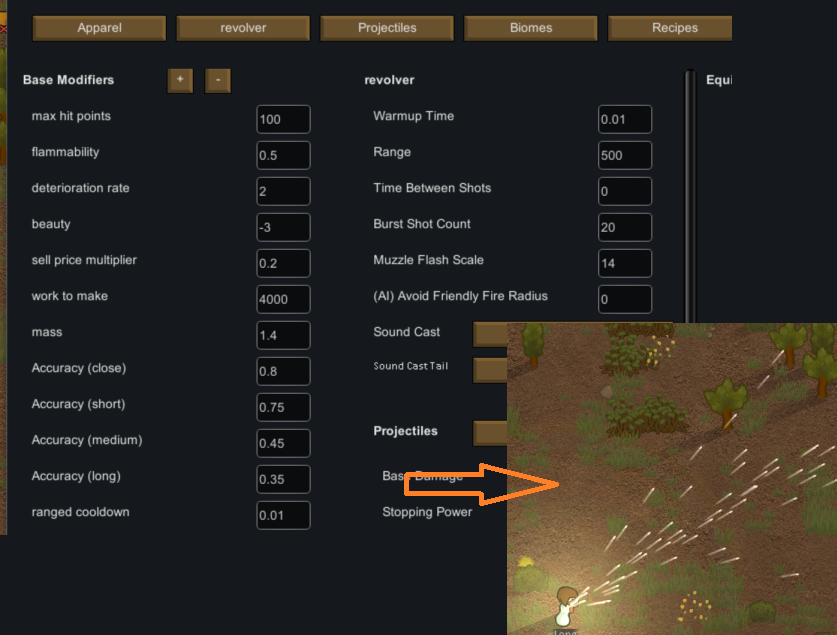 Apparel revolver Projectiles Biomes Recipes
Base Modifiers + - revolver Equi
max hit points 100 Warmup Time 0.01
flammability 0.5 Range 500
deterioration rate 2 Time Between Shots 0
beauty -3 Burst Shot Count 20
sell price multiplier 0.2 Muzzle Flash Scale 14
work to make 4000 (AI) Avoid Friendly Fire Radius 0
mass 1.4 Sound Cast
Accuracy (close) 0.8 Sound Cast Tail
Accuracy (short) 0.75
Accuracy (medium) 0.45 Projectiles
Accuracy (long) 0.35 Base Damage
ranged cooldown 0.01 Stopping Power